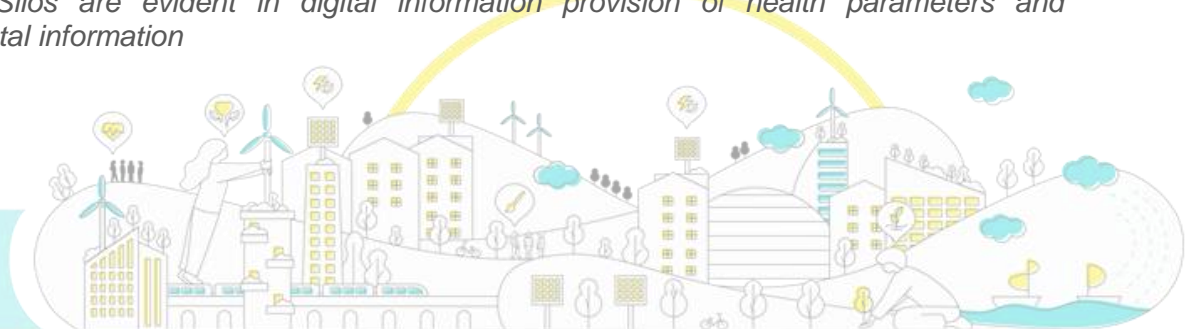 Silos are evident in digital information provision of health parameters and
tal information